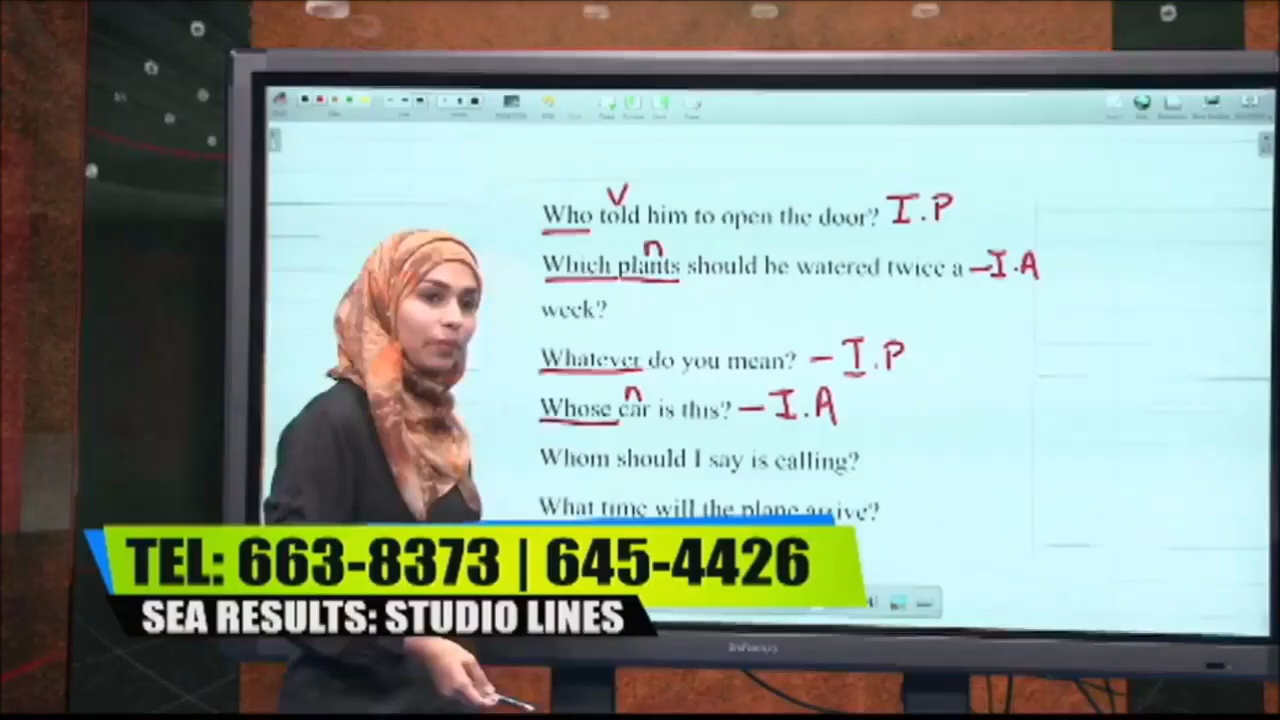 V
Who told him to open the door? I.P
n
Which plants should be watered twice a - I.A
week?
Whatever do you mean? - I.P
n
Whose car is this? - I.A
Whom should I say is calling?
What time will the plane arrive?
TEL: 663-8373 | 645-4426
SEA RESULTS: STUDIO LINES
InFocus